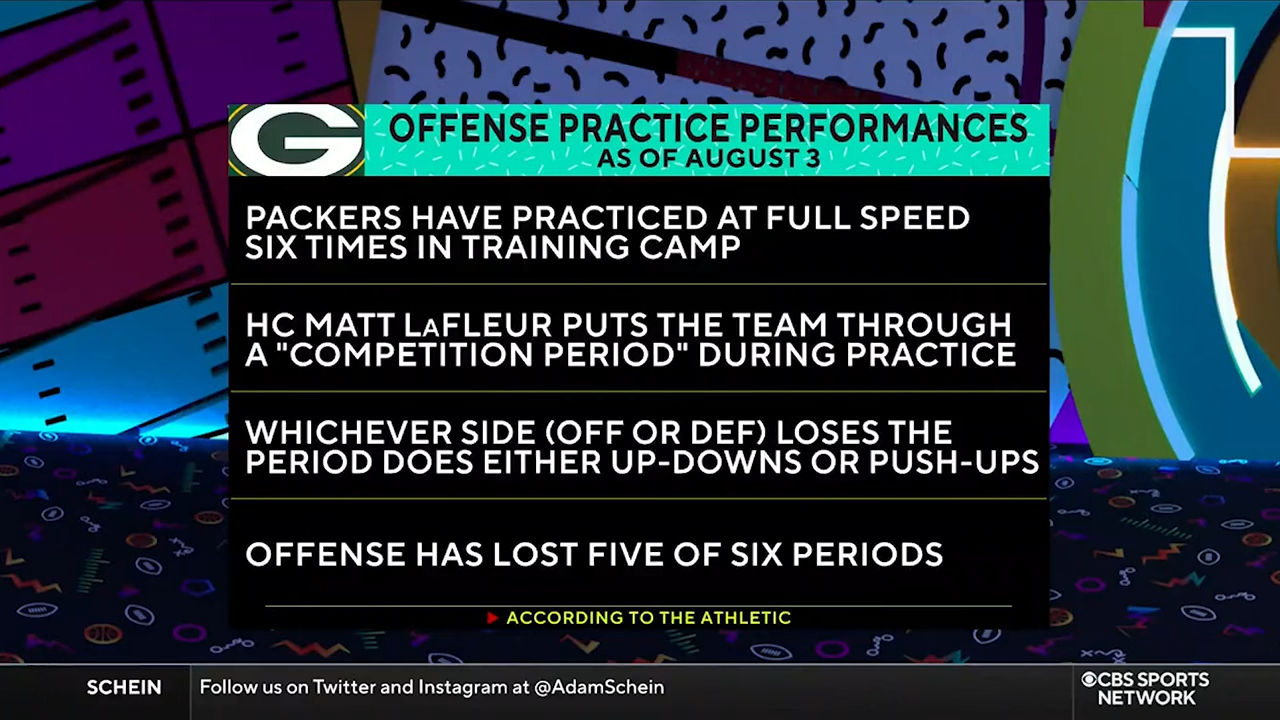 G
OFFENSE PRACTICE PERFORMANCES
AS OF AUGUST 3
PACKERS HAVE PRACTICED AT FULL SPEED
SIX TIMES IN TRAINING CAMP
HC MATT LAFLEUR PUTS THE TEAM THROUGH
A "COMPETITION PERIOD" DURING PRACTICE
WHICHEVER SIDE (OFF OR DEF) LOSES THE
PERIOD DOES EITHER UP-DOWNS OR PUSH-UPS
OFFENSE HAS LOST FIVE OF SIX PERIODS
ACCORDING TO THE ATHLETIC
SCHEIN
Follow us on Twitter and Instagram at @AdamSchein
CBS SPORTS
NETWORK